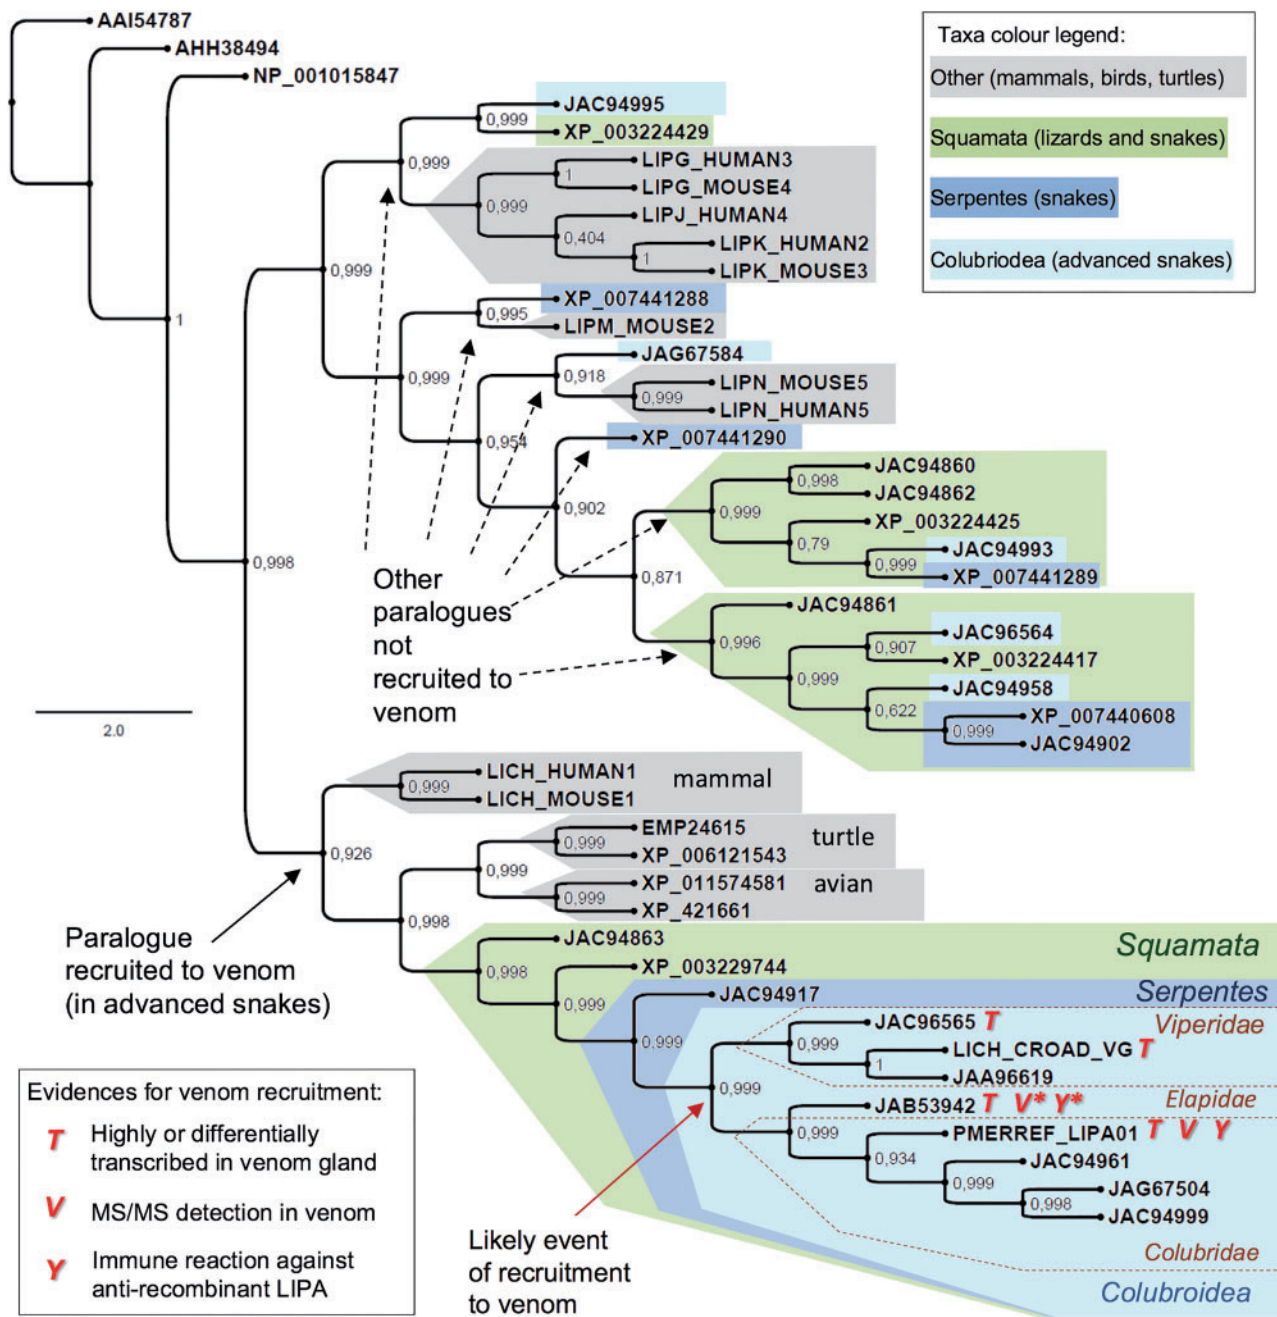 AAI54787
AHH38494
NP_001015847
Taxa colour legend:
Other (mammals, birds, turtles)
Squamata (lizards and snakes)
Serpentes (snakes)
Colubriodea (advanced snakes)
JAC94995
0,999
XP_003224429
0,999
LIPG_HUMAN3
1
LIPG_MOUSE4
0,999
LIPJ_HUMAN4
0,404
LIPK_HUMAN2
1
LIPK_MOUSE3
0,999
XP_007441288
0,995
LIPM_MOUSE2
1
JAG67584
0,918
0,999
LIPN_MOUSE5
0,999
LIPN_HUMAN5
XP_007441290
0,954
JAC94860
0,998
JAC94862
0,902
0,999
XP_003224425
0,79
JAC94993
0,999
XP_007441289
0,998
0,871
Other
paralogues
not
recruited to
venom
JAC94861
0,996
JAC96564
0,907
XP_003224417
0,999
JAC94958
0,622
XP_007440608
0,999
JAC94902
2.0
LICH_HUMAN1
0,999
LICH_MOUSE1
mammal
EMP24615
0,999
XP_006121543
turtle
0,926
0,999
XP_011574581
0,999
XP_421661
avian
0,998
Paralogue
recruited to venom
(in advanced snakes)
JAC94863
Squamata
0,998
XP_003229744
0,999
JAC94917
Serpentes
0,999
JAC96565 T
Viperidae
0,999
LICH_CROAD_VG T
1
JAA96619
0,999
JAB53942 T V* Y*
Elapidae
0,999
PMERREF_LIPA01 T V Y
0,934
JAC94961
0,999
JAG67504
0,998
JAC94999
Colubridae
Colubroidea
Likely event
of recruitment
to venom
Evidences for venom recruitment:
T Highly or differentially
transcribed in venom gland
V MS/MS detection in venom
Y Immune reaction against
anti-recombinant LIPA